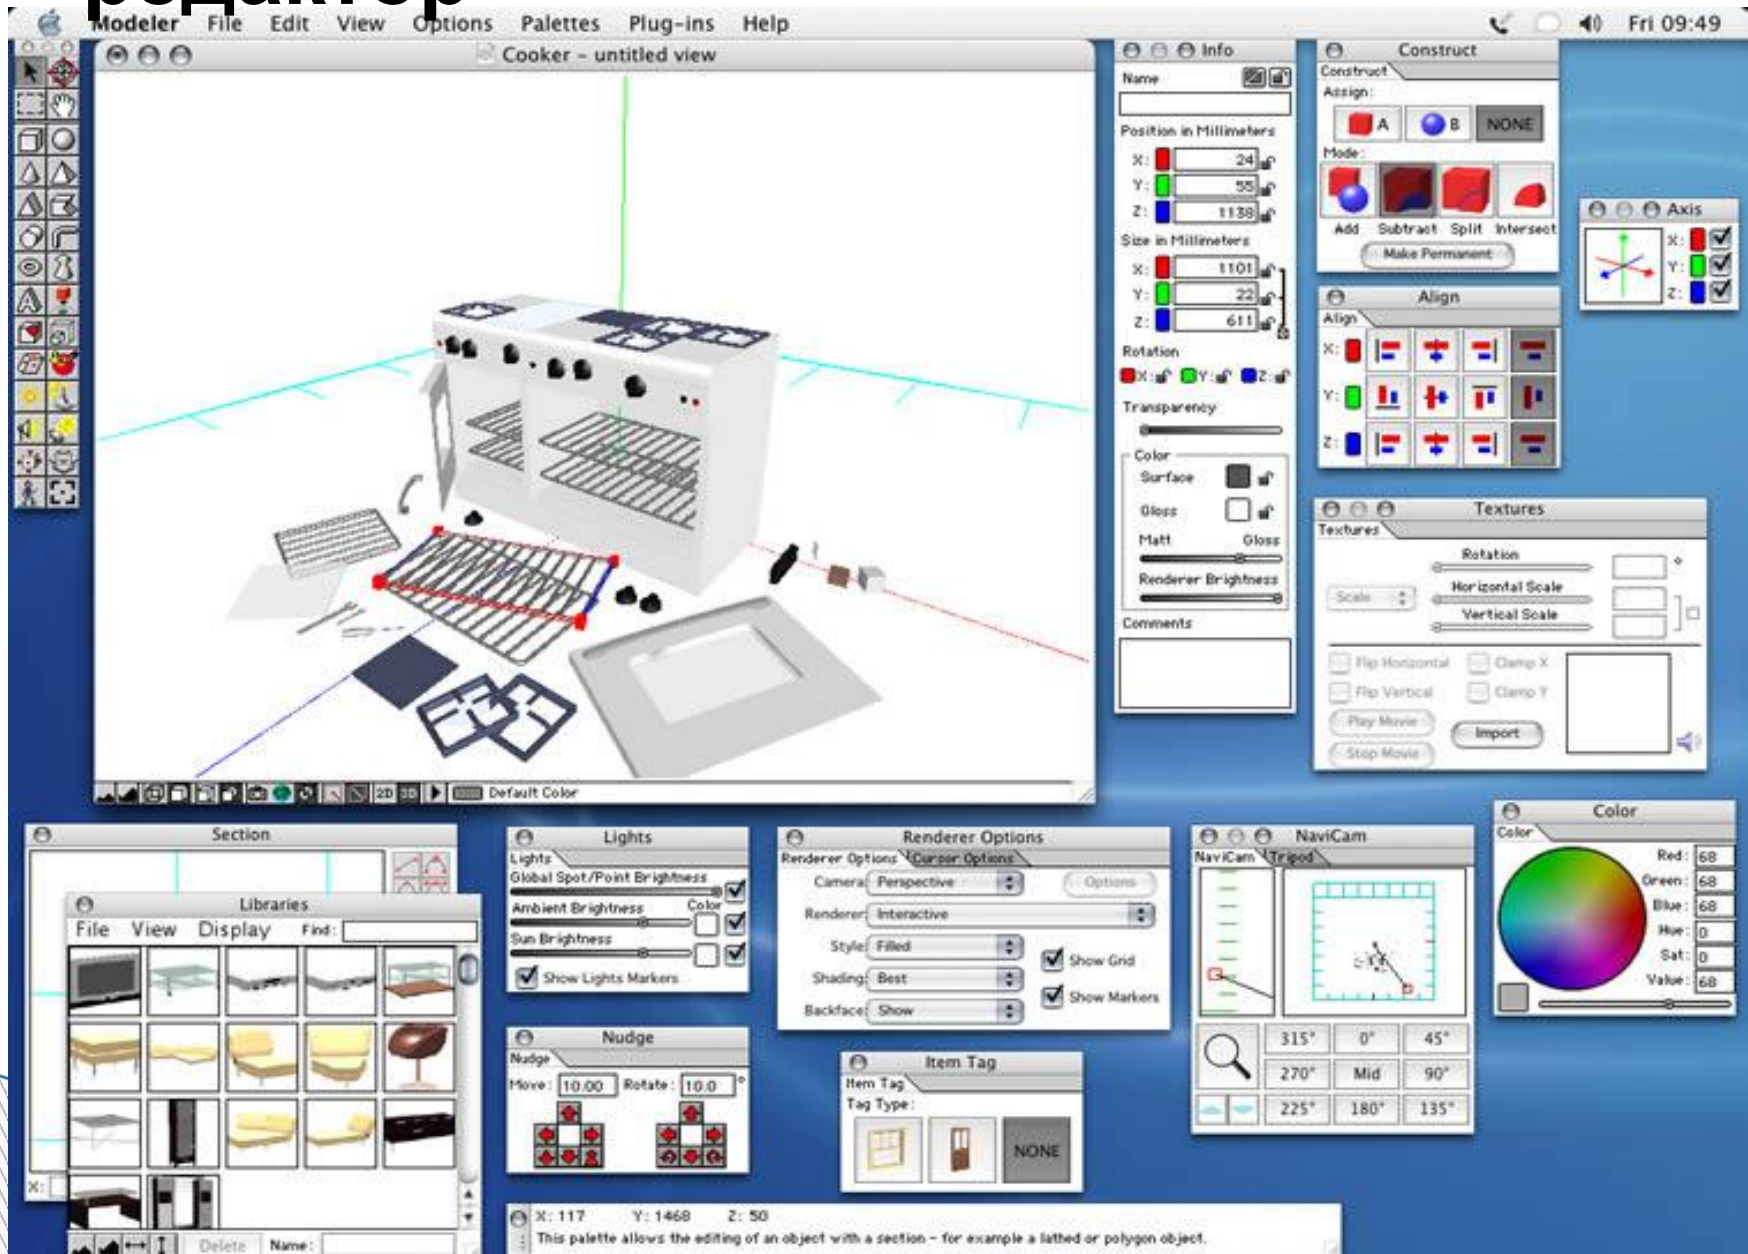 редактор
Modeler File Edit View Options Palettes Plug-ins Help
Fri 09:49
Cooker - untitled view
Default Color
Info
Name
Position in Millimeters
X: 24
Y: 55
Z: 1138
Size in Millimeters
X: 1101
Y: 22
Z: 611
Rotation
X: Y: Z:
Transparency
Color
Surface
Gloss
Matt Gloss
Renderer Brightness
Comments
Construct
Construct
Assign:
A B NONE
Mode:
Add Subtract Split Intersect
Make Permanent
Axis
X:
Y:
Z:
Align
Align
X:
Y:
Z:
Textures
Textures
Rotation
°
Scale
Horizontal Scale
Vertical Scale
Flip Horizontal Clamp X
Flip Vertical Clamp Y
Play Movie
Import
Stop Movie
2D 3D
Section
X:
Libraries
File View Display Find:
Delete Name:
Lights
Lights
Global Spot/Point Brightness
Ambient Brightness Color
Sun Brightness
Show Lights Markers
Nudge
Nudge
Move: 10.00 Rotate: 10.0 °
Renderer Options
Renderer Options Cursor Options
Camera: Perspective Options
Renderer: Interactive
Style: Filled
Show Grid
Shading: Best
Show Markers
Backface: Show
Item Tag
Item Tag
Tag Type:
NONE
NaviCam
NaviCam Tripod
315° 0° 45°
270° Mid 90°
225° 180° 135°
Color
Color
Red: 68
Green: 68
Blue: 68
Hue: 0
Sat: 0
Value: 68
X: 117 Y: 1468 Z: 50
This palette allows the editing of an object with a section - for example a lathed or polygon object.